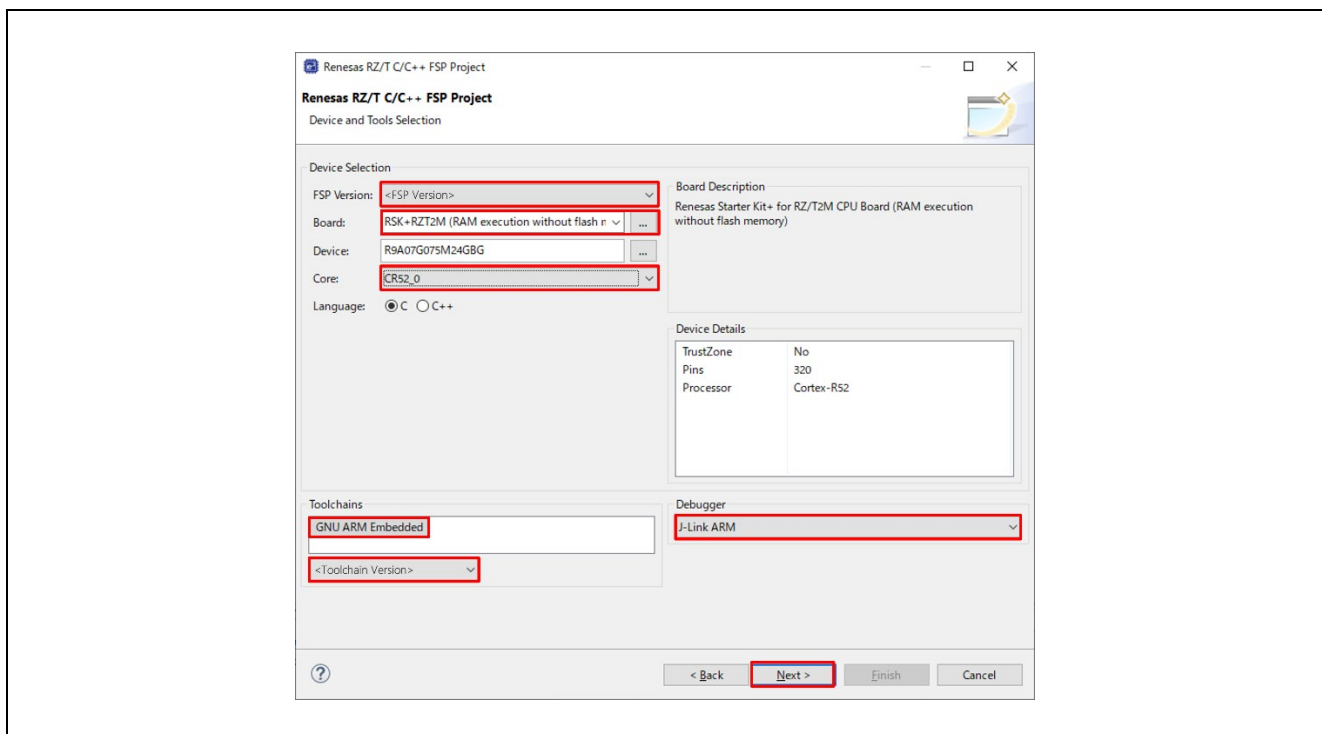 Renesas RZ/T C/C++ FSP Project
Renesas RZ/T C/C++ FSP Project
Device and Tools Selection
Device Selection
FSP Version: <FSP Version>
Board: RSK+RZT2M (RAM execution without flash m ...
Device: R9A07G075M24GBG ...
Core: CR52_0
Language: C C++
Board Description
Renesas Starter Kit+ for RZ/T2M CPU Board (RAM execution
without flash memory)
Device Details
TrustZone No
Pins 320
Processor Cortex-R52
Toolchains
GNU ARM Embedded
<Toolchain Version>
Debugger
J-Link ARM
? < Back Next > Finish Cancel